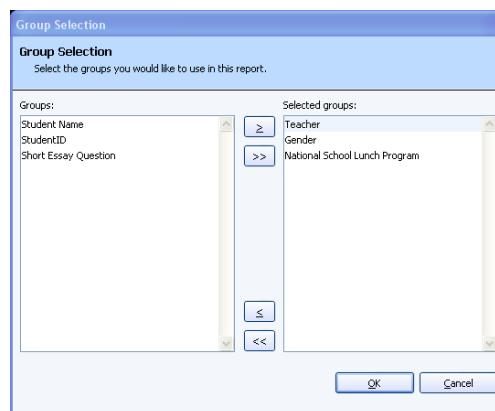 Group Selection
Group Selection
Select the groups you would like to use in this report.
Groups:
Selected groups:
Student Name
StudentID
Short Essay Question
≥
>>
≤
<<
Teacher
Gender
National School Lunch Program
OK
Cancel